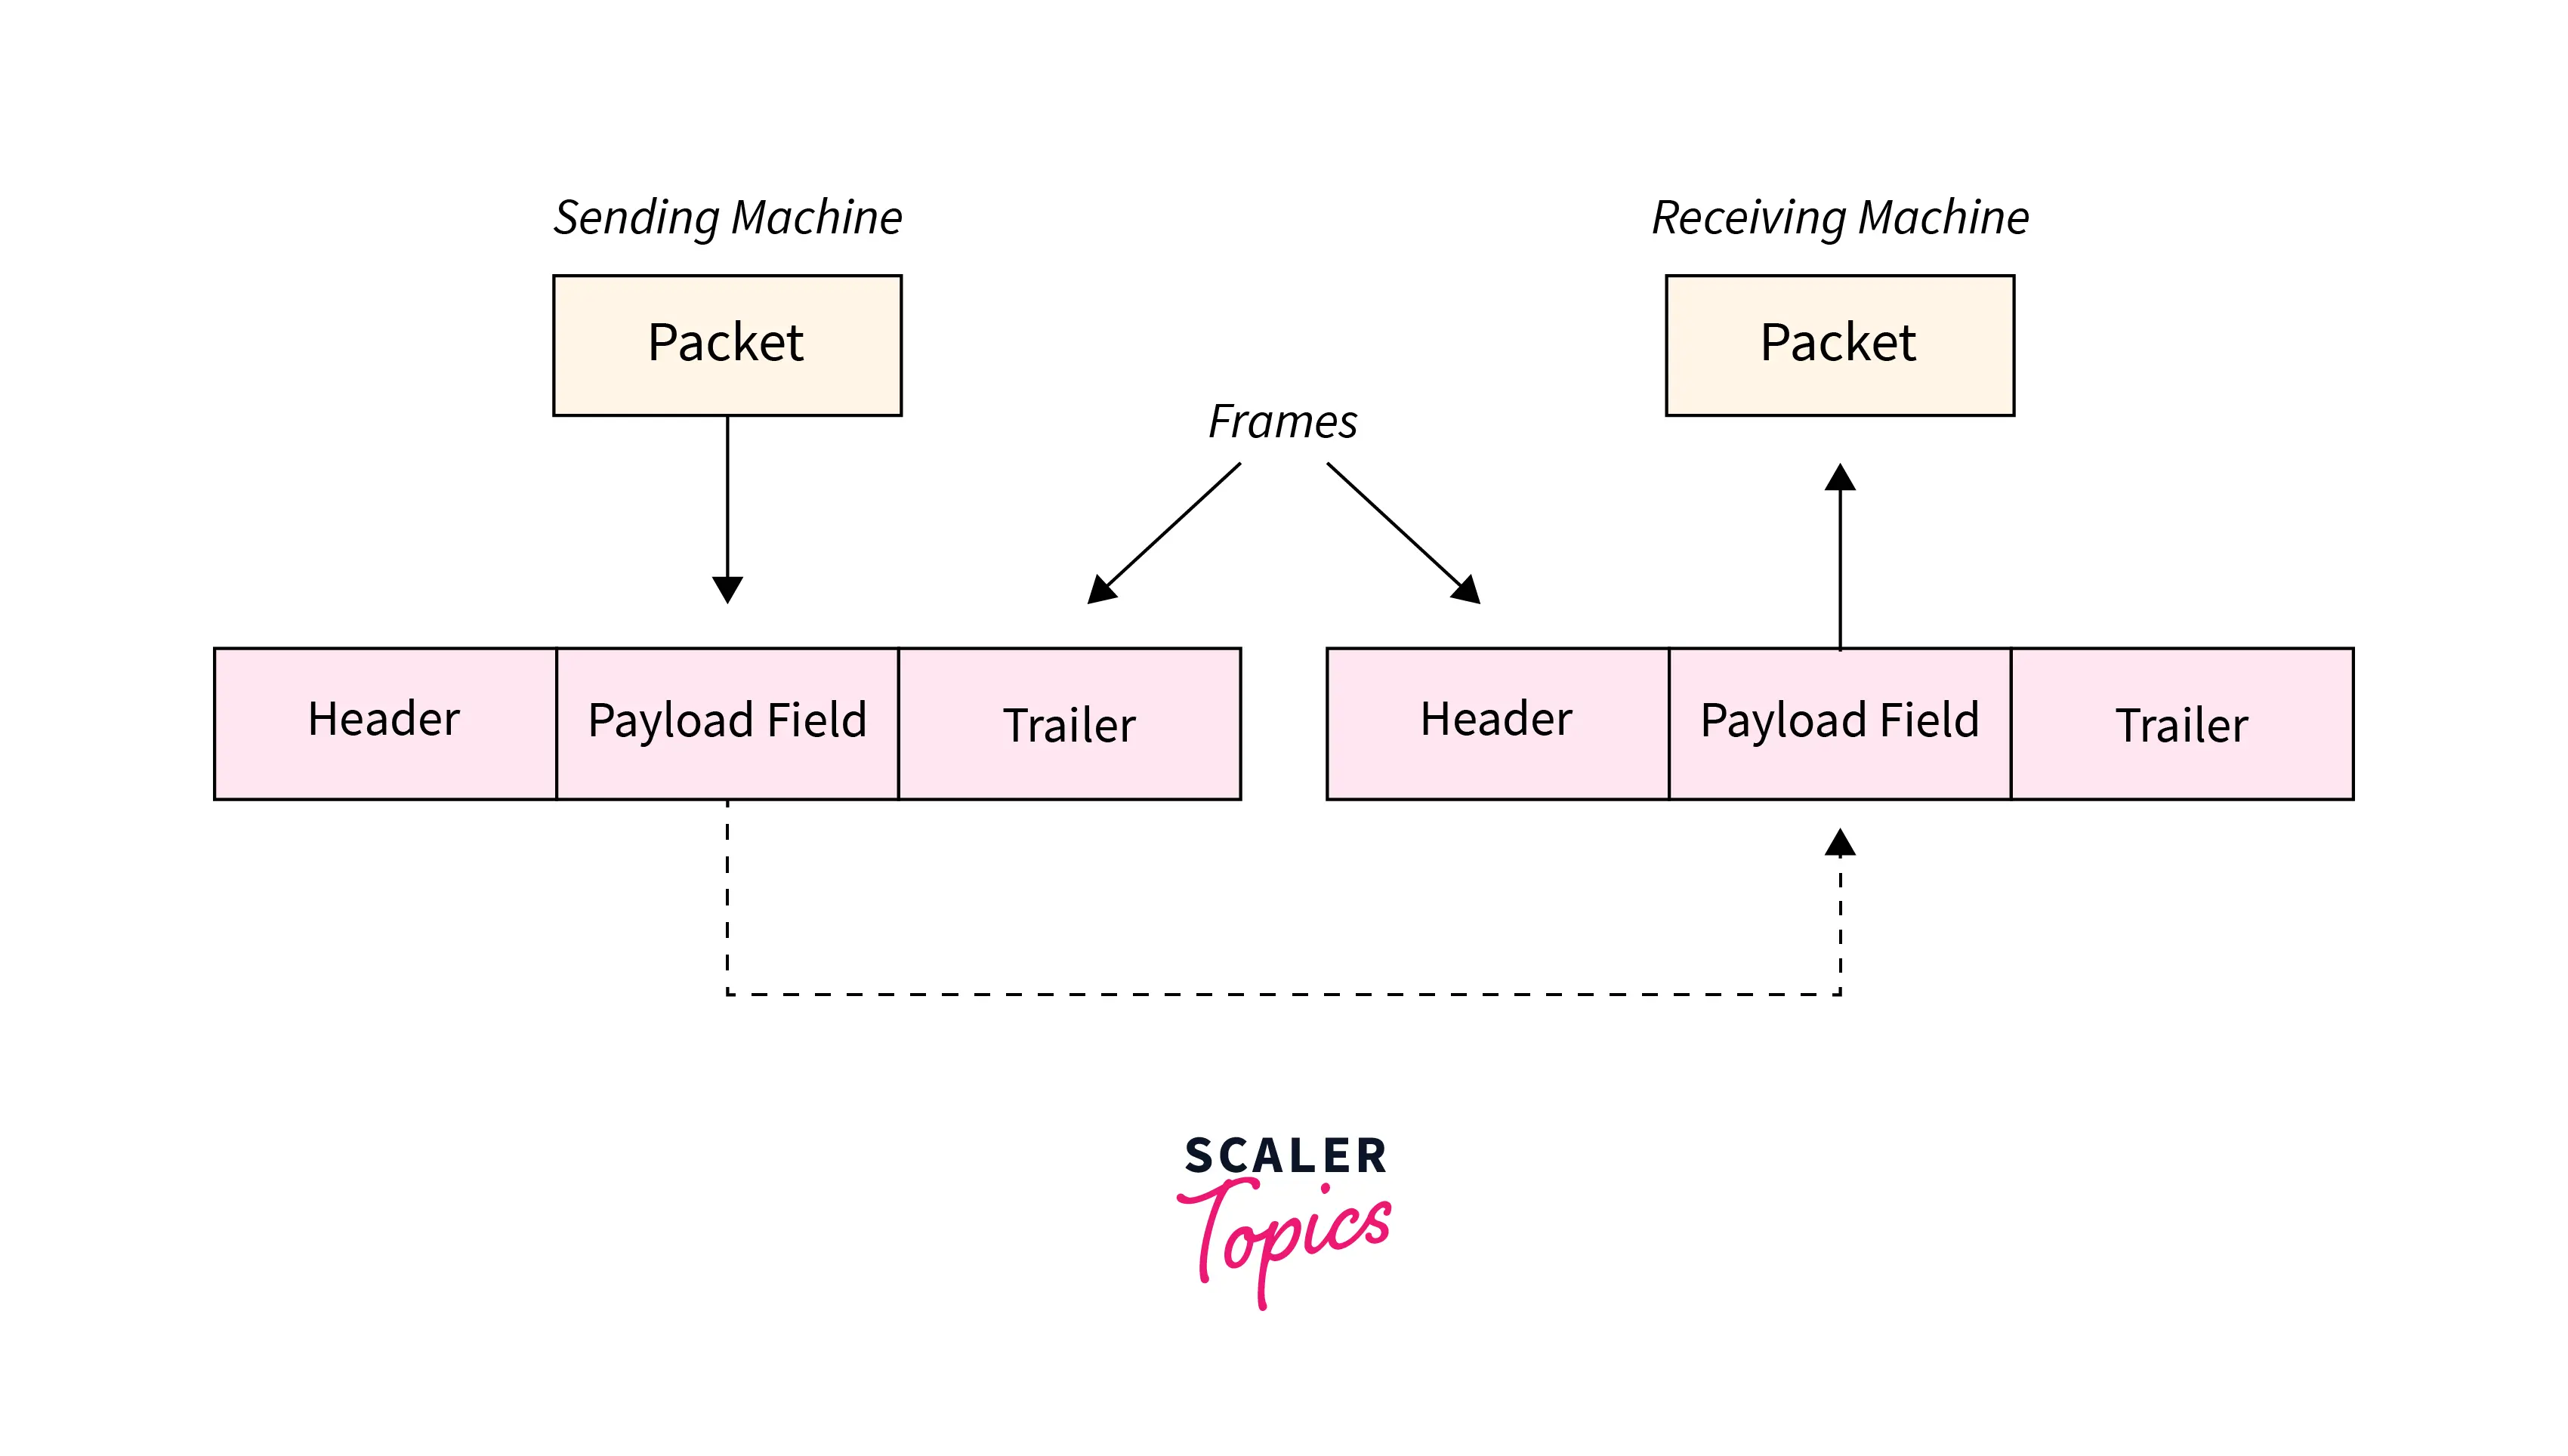 Sending Machine
Receiving Machine
Packet
Packet
Frames
Header
Payload Field
Trailer
Header
Payload Field
Trailer
SCALER
Topics